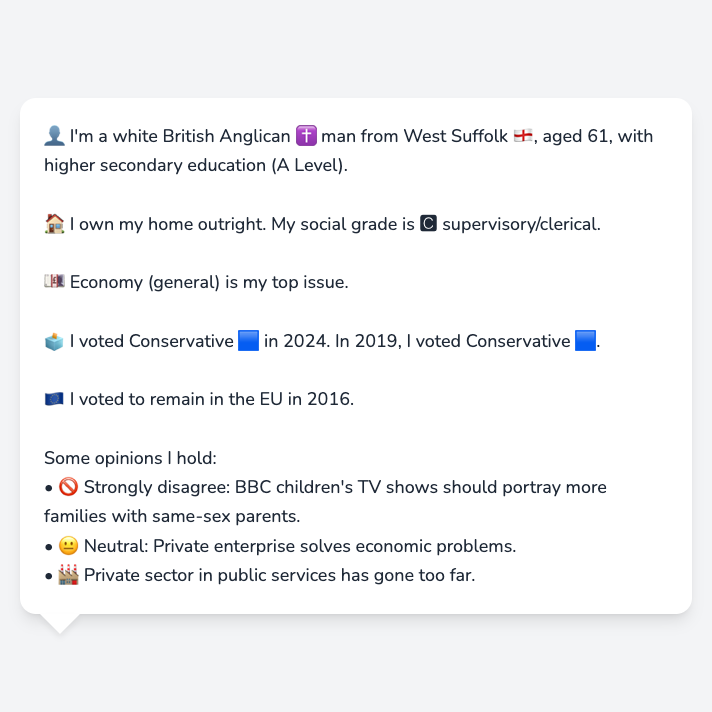 👤 I'm a white British Anglican ✝️ man from West Suffolk 🏴󠁧󠁢󠁥󠁮󠁧󠁿, aged 61, with
higher secondary education (A Level).
🏠 I own my home outright. My social grade is 🅲 supervisory/clerical.
💷 Economy (general) is my top issue.
🗳️ I voted Conservative 🟦 in 2024. In 2019, I voted Conservative 🟦.
🇪🇺 I voted to remain in the EU in 2016.
Some opinions I hold:
• 🚫 Strongly disagree: BBC children's TV shows should portray more
families with same-sex parents.
• 😐 Neutral: Private enterprise solves economic problems.
• 🏭 Private sector in public services has gone too far.